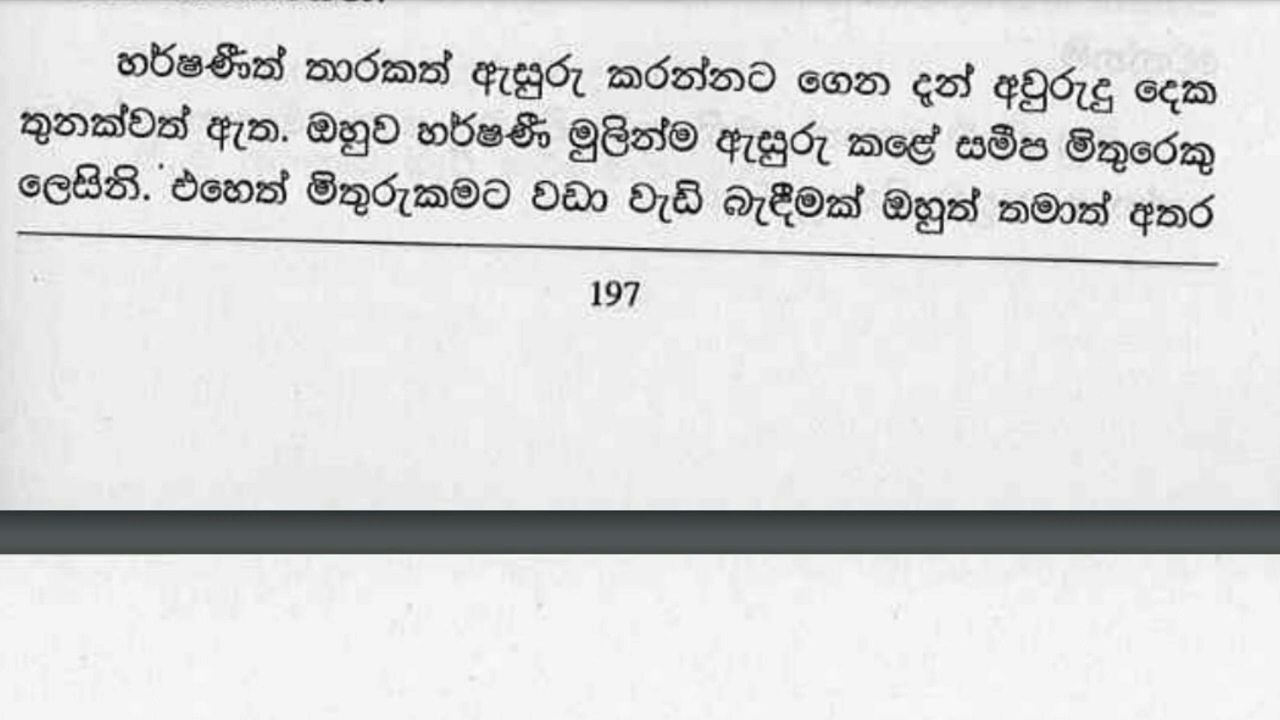 හර්ෂණීත් තාරකත් ඇසුරු කරන්නට ගෙන දැන් අවුරුදු දෙක
තුනක්වත් ඇත. ඔහුව හර්ෂණී මුලින්ම ඇසුරු කළේ සමීප මිතුරෙකු
ලෙසිනි. එහෙත් මිතුරුකමට වඩා වැඩි බැඳීමක් ඔහුත් තමාත් අතර
197